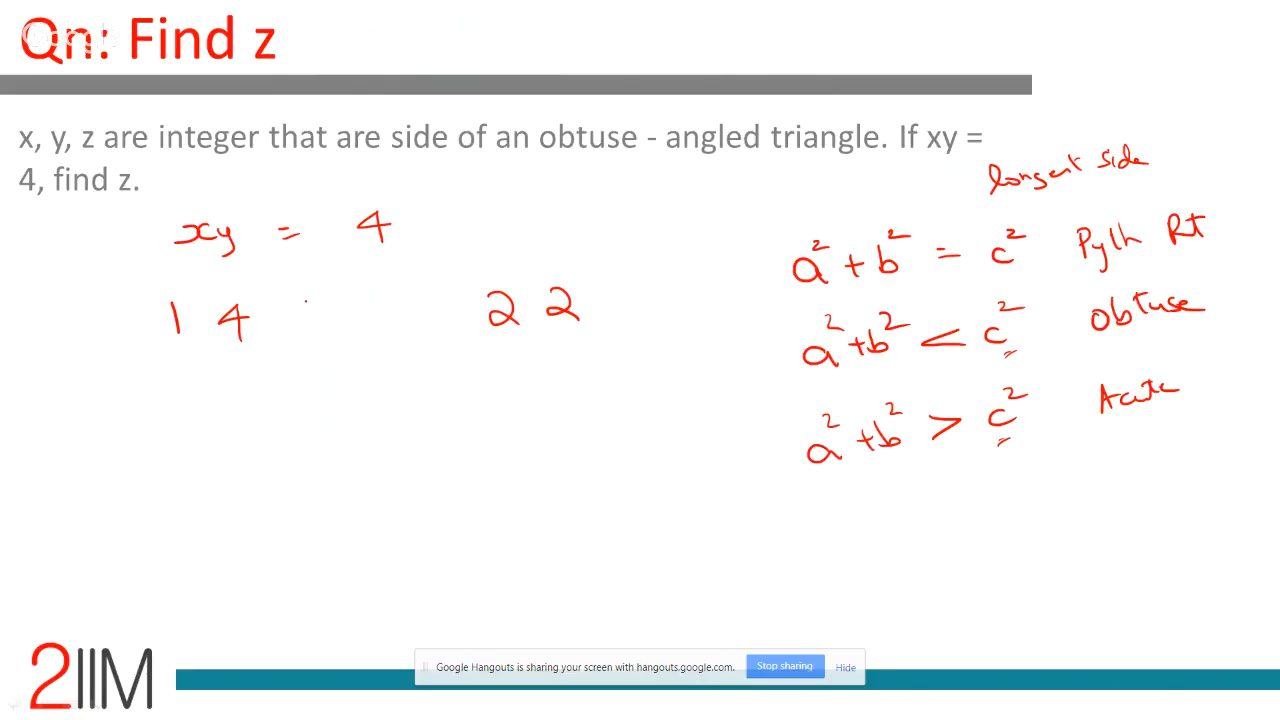 Qn: Find z
Google
x, y, z are integer that are side of an obtuse - angled triangle. If xy =
4, find z.
longest side
xy = 4
a² + b² = c² Pyth Rt
1 4 2 2
a² + b² < c² Obtuse
a² + b² > c² Acute
2IIM
Google Hangouts is sharing your screen with hangouts.google.com. Stop sharing Hide